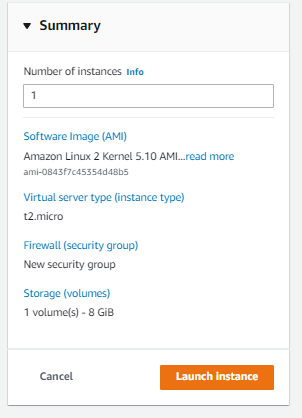 Summary
Number of instances Info
1
Software Image (AMI)
Amazon Linux 2 Kernel 5.10 AMI...read more
ami-0843f7c45354d48b5
Virtual server type (instance type)
t2.micro
Firewall (security group)
New security group
Storage (volumes)
1 volume(s) - 8 GiB
Cancel
Launch Instance